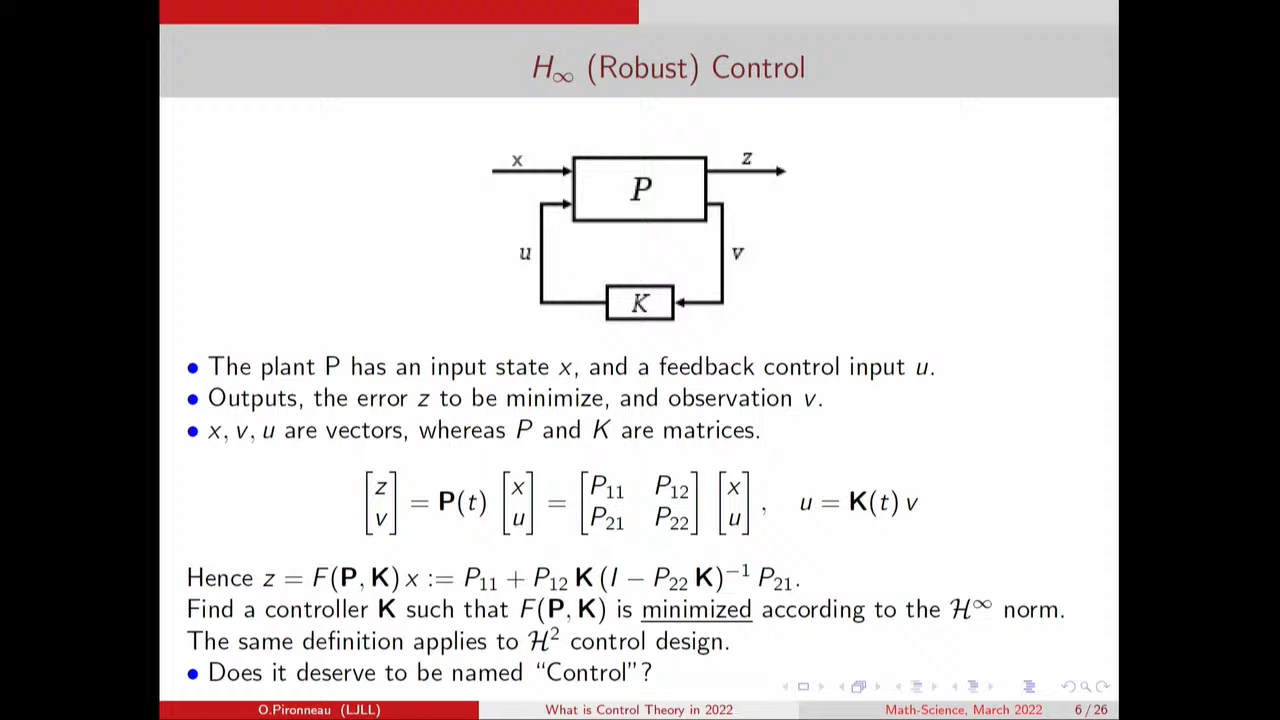 H∞ (Robust) Control
x
z
P
u
v
K
• The plant P has an input state x, and a feedback control input u.
• Outputs, the error z to be minimize, and observation v.
• x, v, u are vectors, whereas P and K are matrices.
[z v] = P(t) [x u] = [P₁₁ P₁₂ P₂₁ P₂₂] [x u], u = K(t) v
Hence z = F(P, K) x := P₁₁ + P₁₂ K (I − P₂₂ K)⁻¹ P₂₁.
Find a controller K such that F(P, K) is minimized according to the ℋ^∞ norm.
The same definition applies to ℋ² control design.
• Does it deserve to be named “Control”?
O.Pironneau (LJLL) What is Control Theory in 2022 Math-Science, March 2022 6 / 26